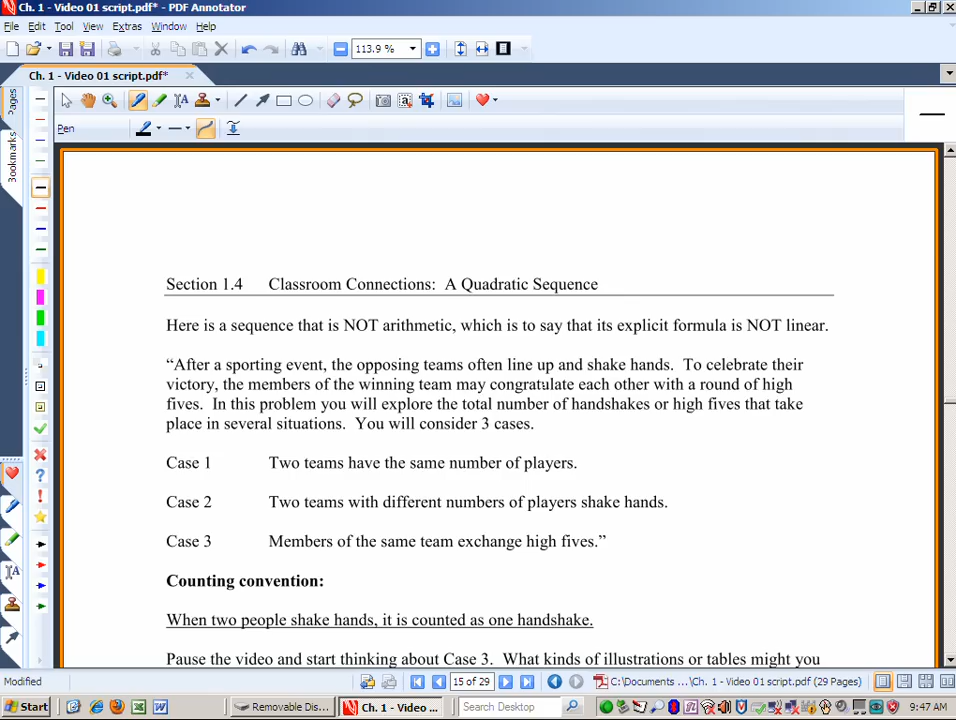 Ch. 1 - Video 01 script.pdf* - PDF Annotator
File Edit Tool View Extras Window Help
113.9 %
Ch. 1 - Video 01 script.pdf*
Pen
Pages
Bookmarks
Section 1.4 Classroom Connections: A Quadratic Sequence
Here is a sequence that is NOT arithmetic, which is to say that its explicit formula is NOT linear.
“After a sporting event, the opposing teams often line up and shake hands. To celebrate their
victory, the members of the winning team may congratulate each other with a round of high
fives. In this problem you will explore the total number of handshakes or high fives that take
place in several situations. You will consider 3 cases.
Case 1 Two teams have the same number of players.
Case 2 Two teams with different numbers of players shake hands.
Case 3 Members of the same team exchange high fives.”
Counting convention:
When two people shake hands, it is counted as one handshake.
Pause the video and start thinking about Case 3. What kinds of illustrations or tables might you
Modified
15 of 29
C:\Documents ...\Ch. 1 - Video 01 script.pdf (29 Pages)
Start
Removable Dis...
Ch. 1 - Video ...
Search Desktop
9:47 AM